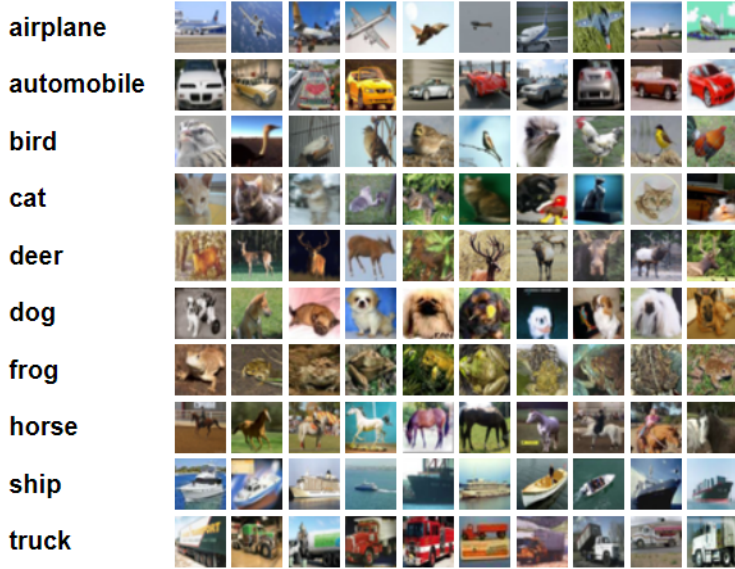 airplane
automobile
bird
cat
deer
dog
frog
horse
ship
truck